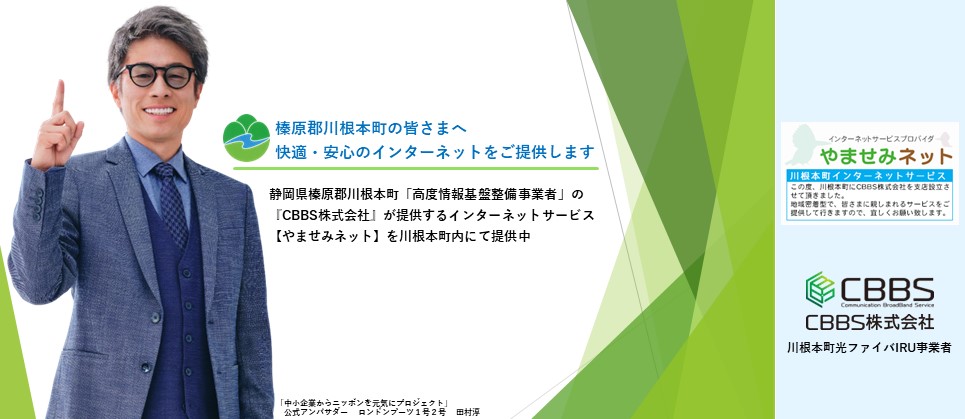 榛原郡川根本町の皆さまへ
快適・安心のインターネットをご提供します
静岡県榛原郡川根本町「高度情報基盤整備事業者」の
『CBBS株式会社』が提供するインターネットサービス
【やませみネット】を川根本町内にて提供中
「中小企業からニッポンを元気にプロジェクト」
公式アンバサダー　ロンドンブーツ１号２号　田村淳
インターネットサービスプロバイダ
やませみネット
川根本町インターネットサービス
この度、川根本町にCBBS株式会社を支店設立さ
せて頂きました。
地域密着型で、皆さまに親しまれるサービスをご
提供して行きますので、宜しくお願い致します。
CBBS
Communication BroadBand Service
CBBS株式会社
川根本町光ファイバIRU事業者